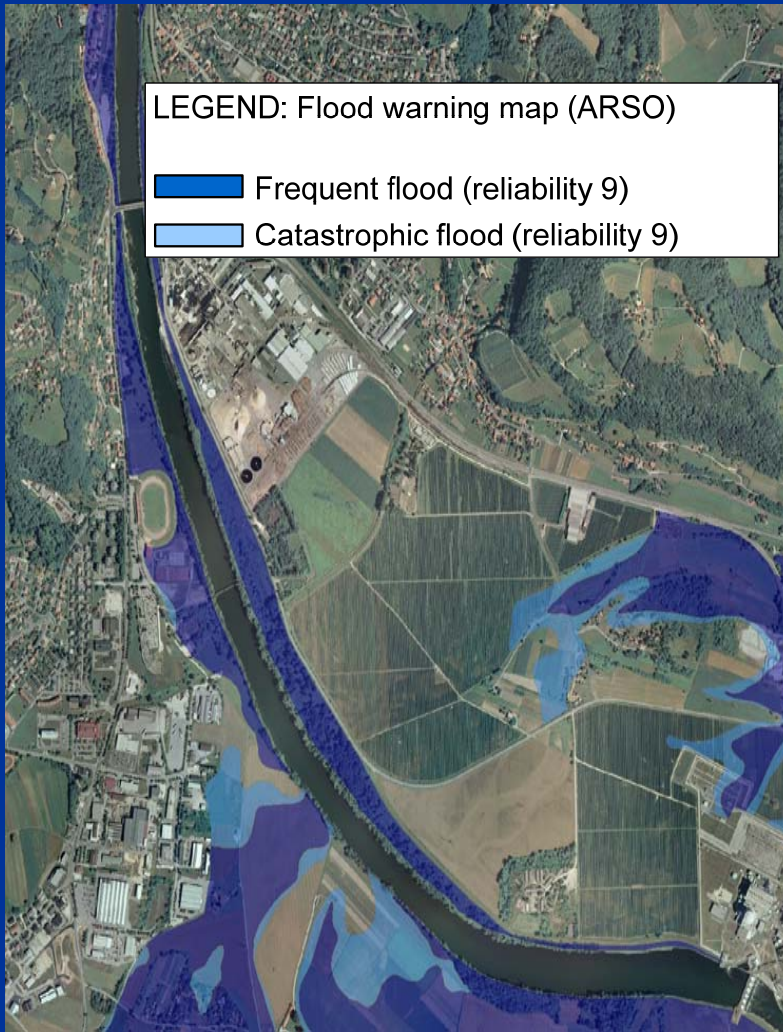 LEGEND: Flood warning map (ARSO)
Frequent flood (reliability 9)
Catastrophic flood (reliability 9)